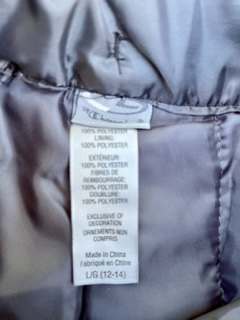 100% POLYESTER
LINING:
100% POLYESTER
EXTÉRIEUR:
100% POLYESTER
FIBRES DE
REMBOURRAGE:
100% POLYESTER
DOUBLURE:
100% POLYESTER
EXCLUSIVE OF
DECORATION
ORNEMENTS NON
COMPRIS
Made in China
Fabriqué en Chine
L/G (12-14)